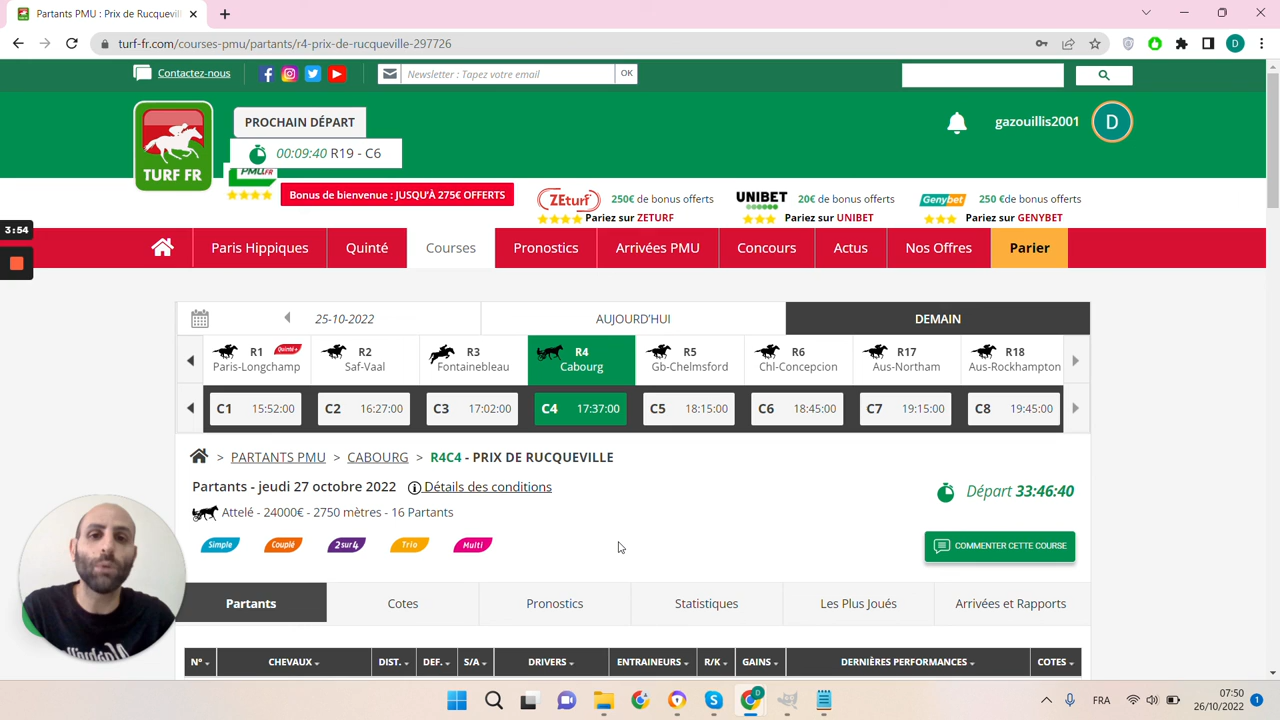 Partants PMU : Prix de Rucquevill
turf-fr.com/courses-pmu/partants/r4-prix-de-rucqueville-297726
D
Contactez-nous
Newsletter : Tapez votre email
OK
PROCHAIN DÉPART
00:09:40 R19 - C6
TURF FR
gazouillis2001
D
PMU.FR
Bonus de bienvenue : JUSQU'À 275€ OFFERTS
ZEturf
250€ de bonus offerts
Pariez sur ZETURF
UNIBET
20€ de bonus offerts
Pariez sur UNIBET
Genybet
250 €de bonus offerts
Pariez sur GENYBET
3:54
Paris Hippiques
Quinté
Courses
Pronostics
Arrivées PMU
Concours
Actus
Nos Offres
Parier
25-10-2022
AUJOURD'HUI
DEMAIN
R1 Quinté+
Paris-Longchamp
R2
Saf-Vaal
R3
Fontainebleau
R4
Cabourg
R5
Gb-Chelmsford
R6
Chl-Concepcion
R17
Aus-Northam
R18
Aus-Rockhampton
C1 15:52:00
C2 16:27:00
C3 17:02:00
C4 17:37:00
C5 18:15:00
C6 18:45:00
C7 19:15:00
C8 19:45:00
> PARTANTS PMU > CABOURG > R4C4 - PRIX DE RUCQUEVILLE
Partants - jeudi 27 octobre 2022 Détails des conditions
Attelé - 24000€ - 2750 mètres - 16 Partants
Départ 33:46:40
Simple
Couplé
2 sur 4
Trio
Multi
COMMENTER CETTE COURSE
Partants
Cotes
Pronostics
Statistiques
Les Plus Joués
Arrivées et Rapports
N° CHEVAUX DIST. DEF. S/A DRIVERS ENTRAINEURS R/K GAINS DERNIÈRES PERFORMANCES COTES
FRA
07:50
26/10/2022
1